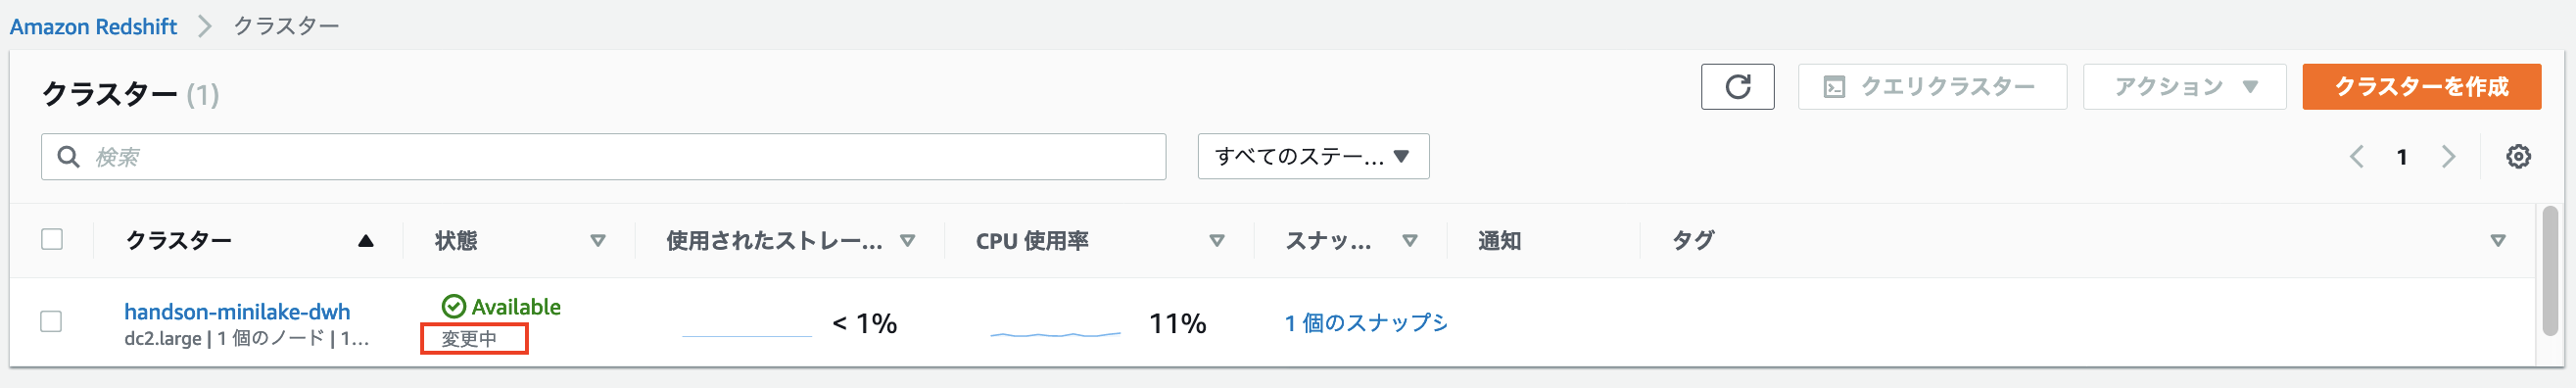 Amazon Redshift > クラスター
クラスター (1)
クエリクラスター
アクション
クラスターを作成
検索
すべてのステー...
1
クラスター 状態 使用されたストレー... CPU 使用率 スナッ... 通知 タグ
handson-minilake-dwh
dc2.large | 1 個のノード | 1...
Available
変更中
< 1%
11%
1 個のスナップシ